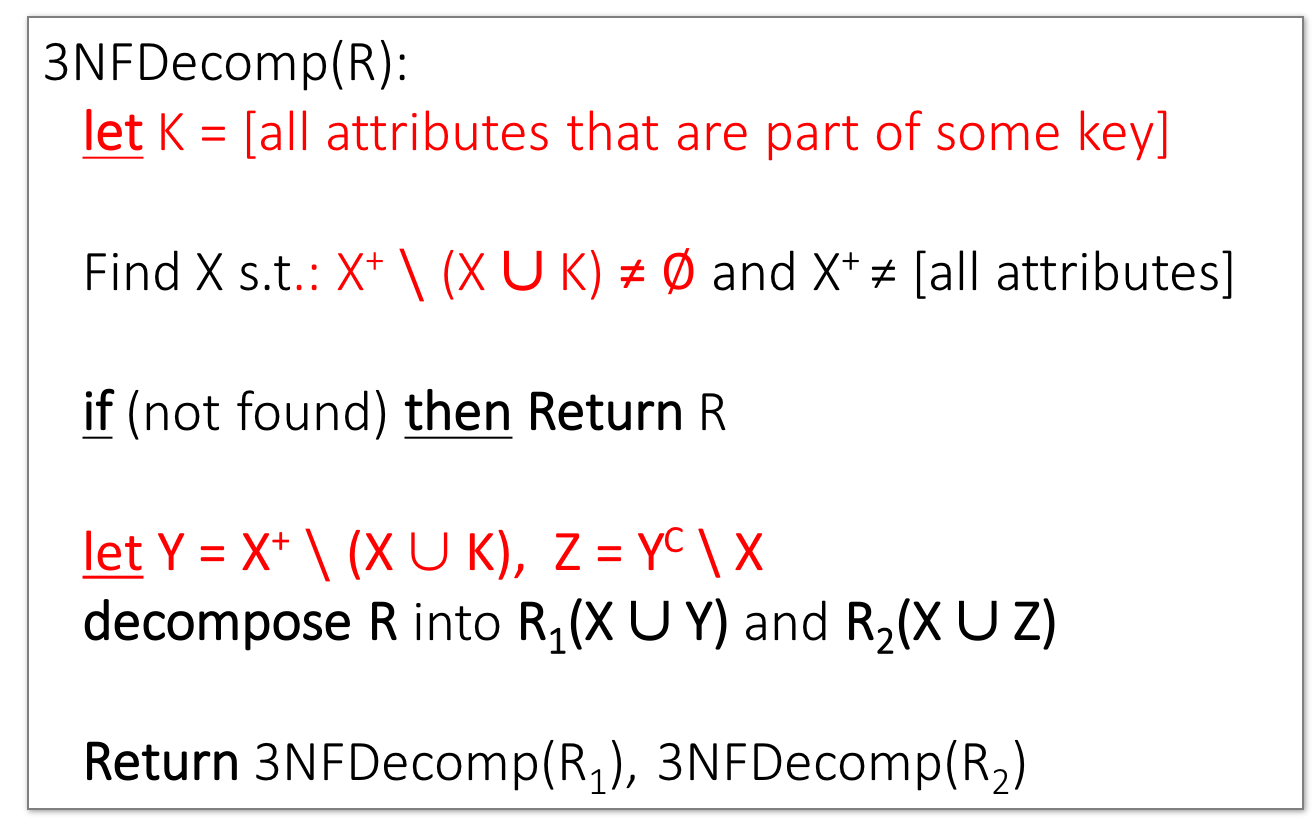 3NFDecomp(R):
let K = [all attributes that are part of some key]
Find X s.t.: X⁺ \ (X ∪ K) ≠ Ø and X⁺ ≠ [all attributes]
if (not found) then Return R
let Y = X⁺ \ (X ∪ K), Z = Yᶜ \ X
decompose R into R₁(X ∪ Y) and R₂(X ∪ Z)
Return 3NFDecomp(R₁), 3NFDecomp(R₂)